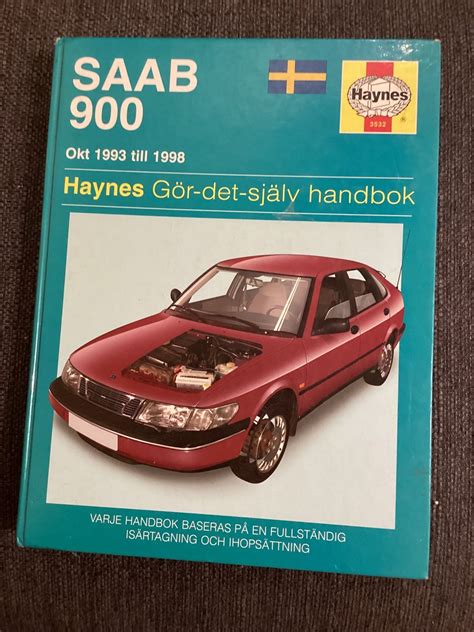 SAAB
900
Okt 1993 till 1998
Haynes
3532
Haynes Gör-det-själv handbok
VARJE HANDBOK BASERAS PÅ EN FULLSTÄNDIG
ISÄRTAGNING OCH IHOPSÄTTNING